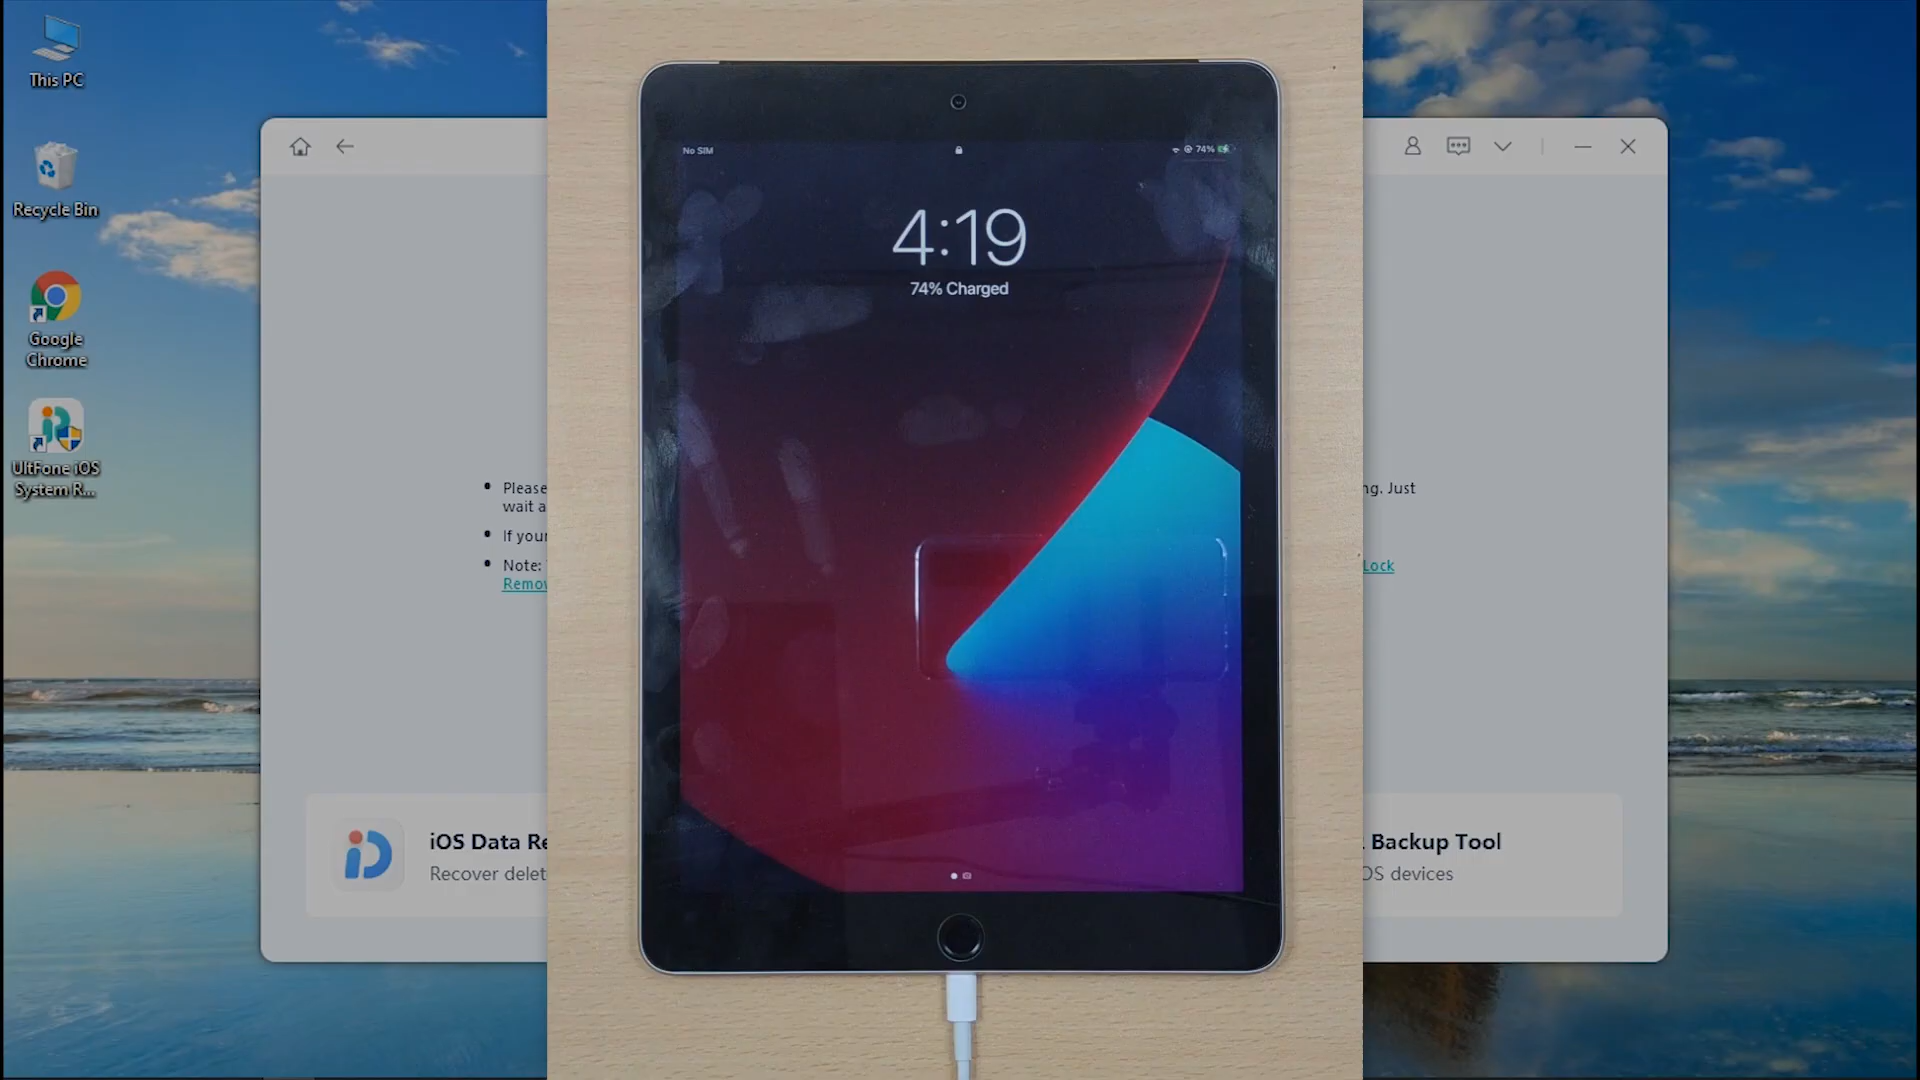 This PC
Recycle Bin
Google
Chrome
UltFone iOS
System R...
No SIM
74%
4:19
74% Charged
Please
wait a
If your
Note:
Remov
ng. Just
Lock
iOS Data Re
Recover delet
Backup Tool
OS devices